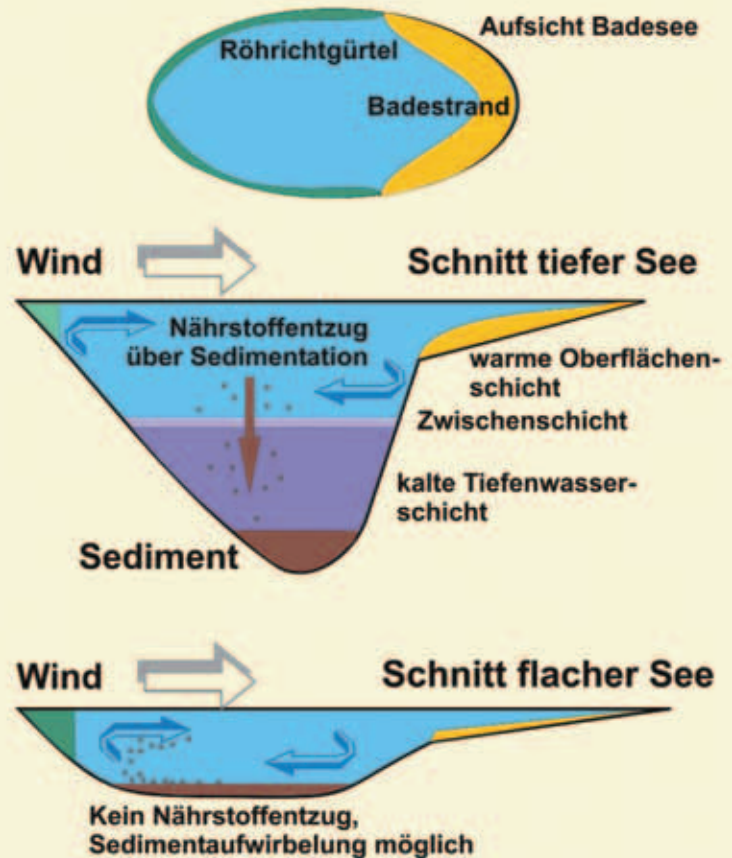 Aufsicht Badesee
Röhrichtgürtel
Badestrand
Wind
Schnitt tiefer See
Nährstoffentzug
über Sedimentation
warme Oberflächen-
schicht
Zwischenschicht
kalte Tiefenwasser-
schicht
Sediment
Wind
Schnitt flacher See
Kein Nährstoffentzug,
Sedimentaufwirbelung möglich